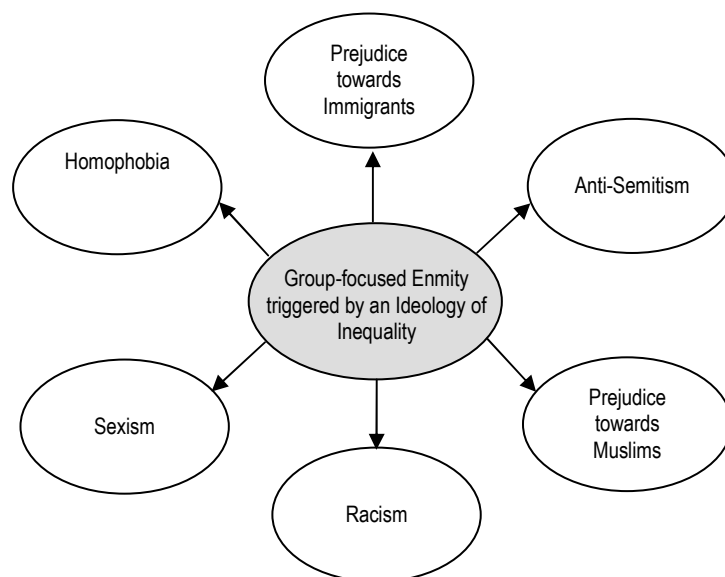 Prejudice
towards
Immigrants
Homophobia
Anti-Semitism
Group-focused Enmity
triggered by an Ideology of
Inequality
Sexism
Prejudice
towards
Muslims
Racism